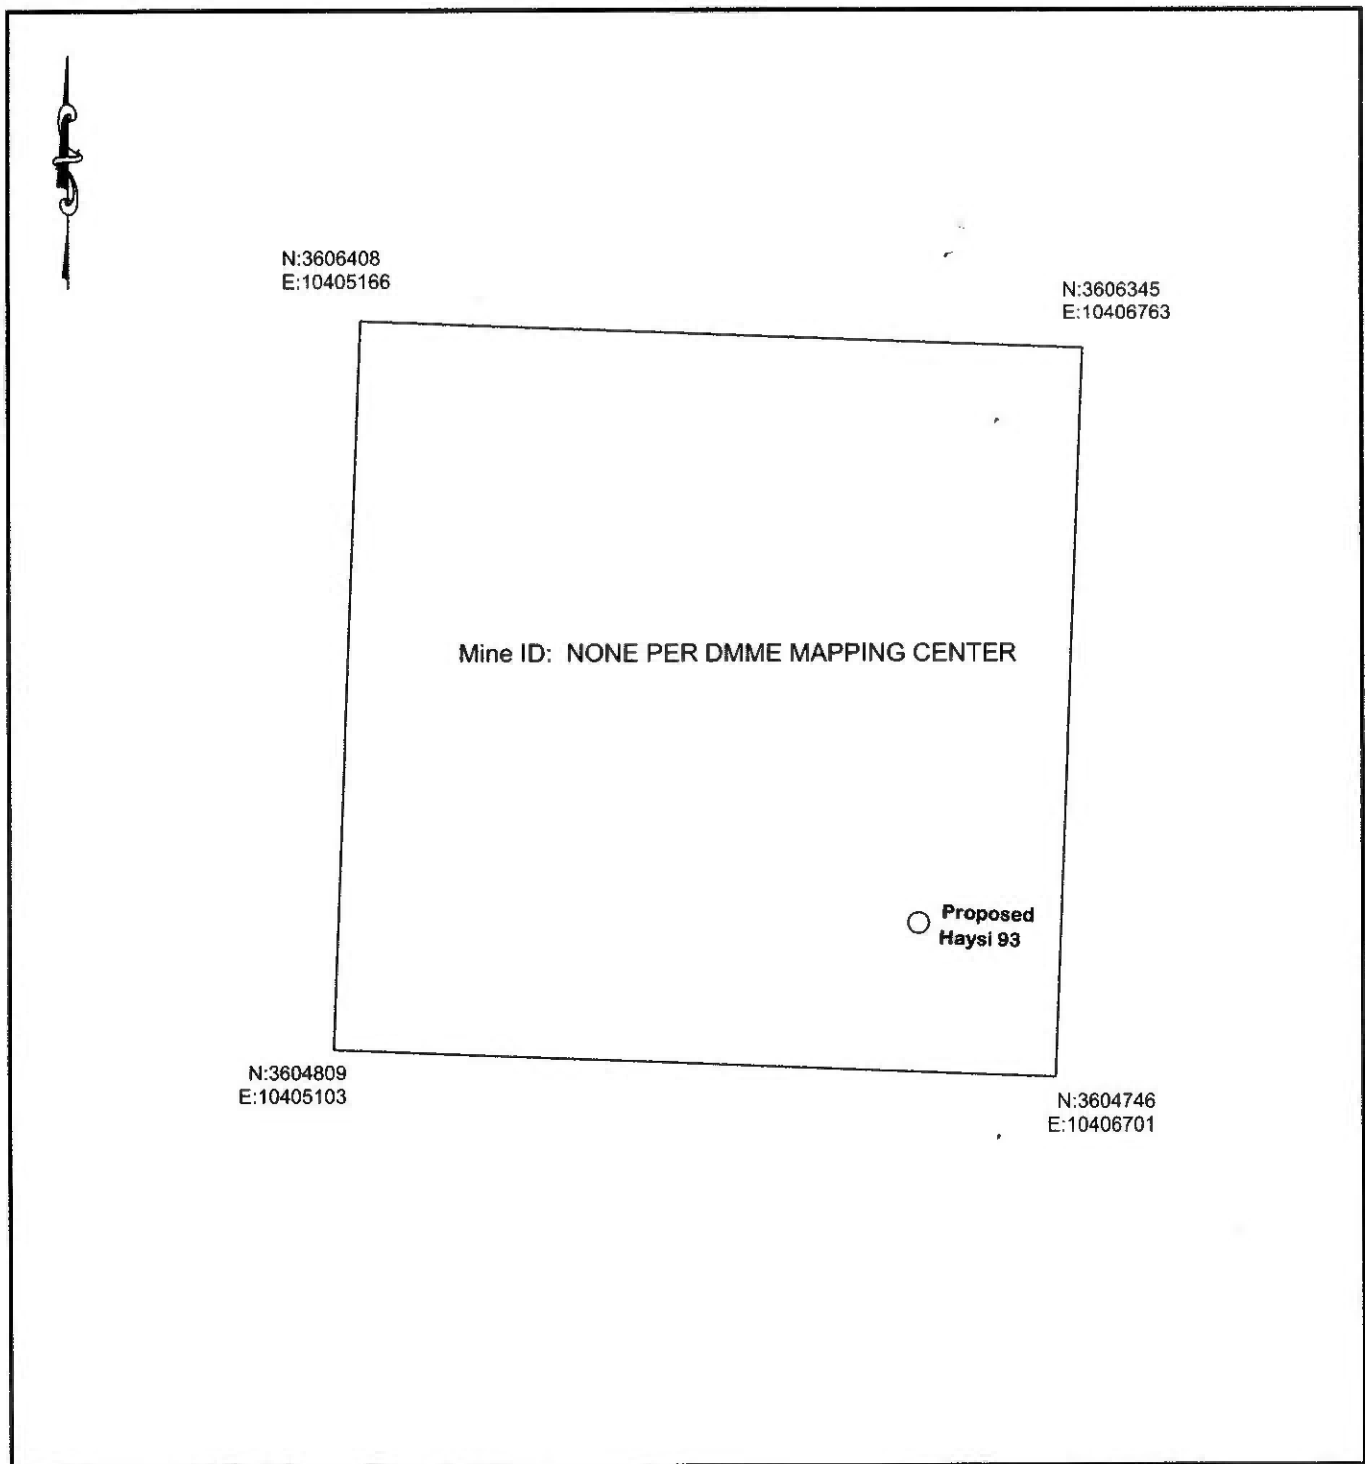 N:3606408
E:10405166
N:3606345
E:10406763
Mine ID: NONE PER DMME MAPPING CENTER
Proposed
Haysi 93
N:3604809
E:10405103
N:3604746
E:10406701